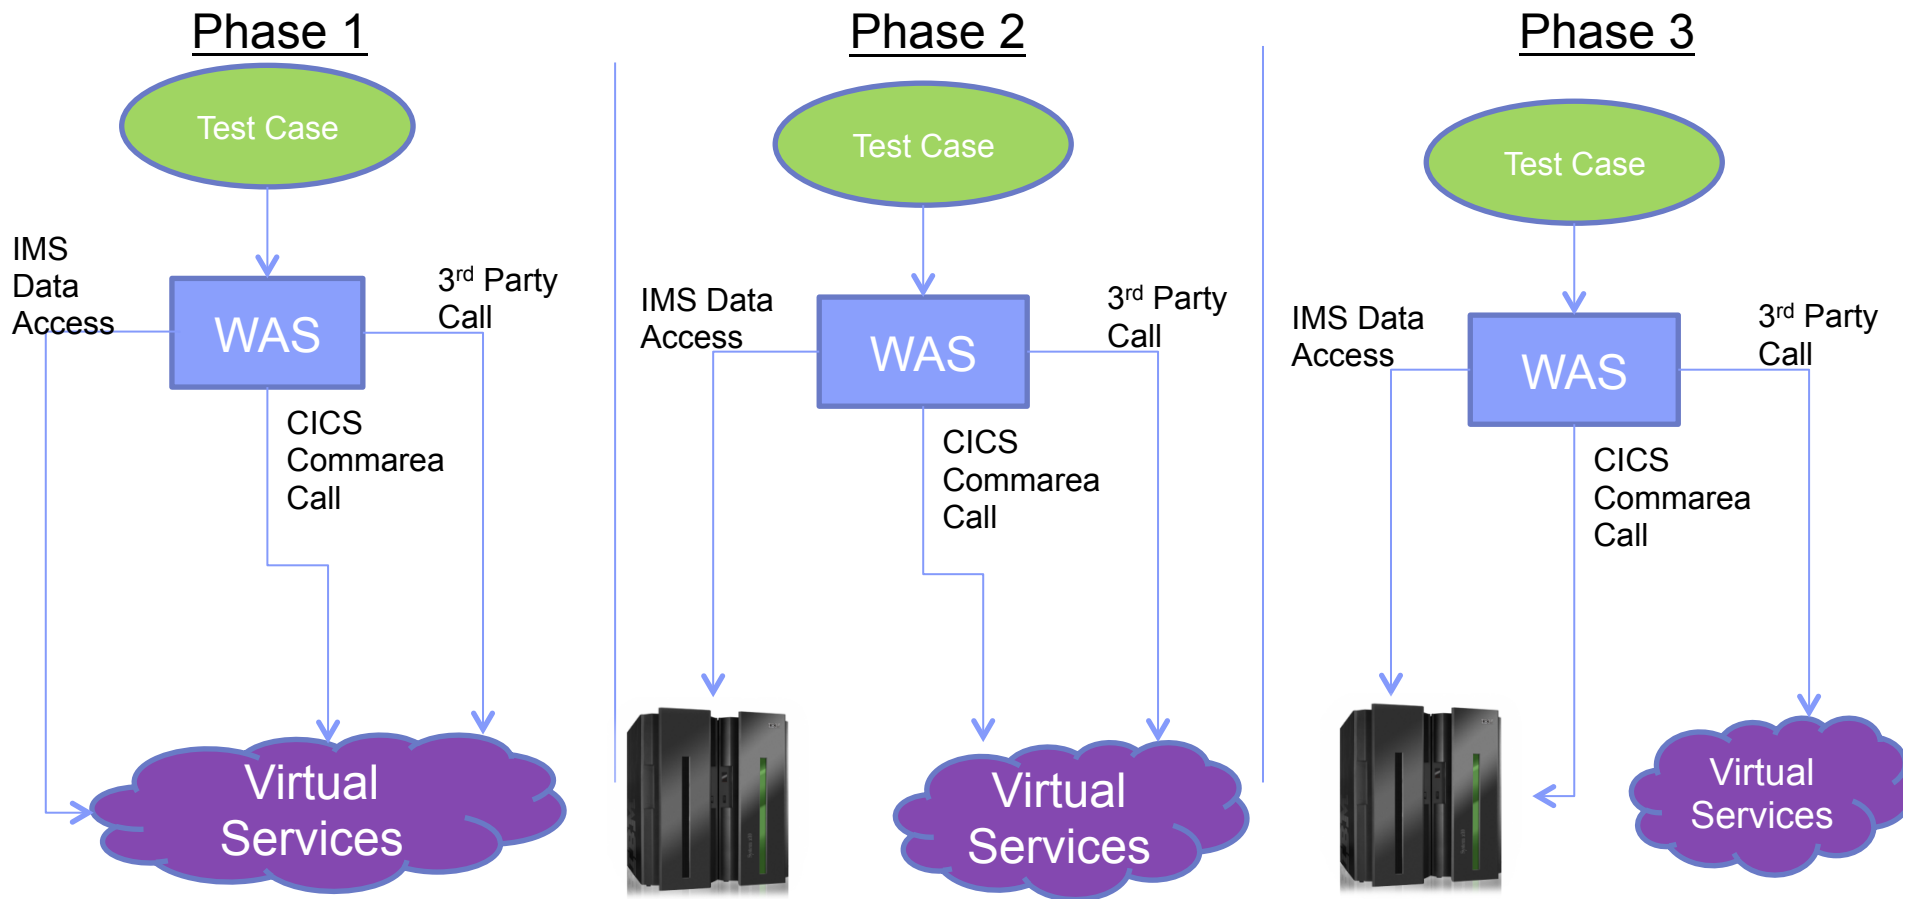 Phase 1
Test Case
IMS
Data
Access
3rd Party
Call
WAS
CICS
Commarea
Call
Virtual
Services
Phase 2
Test Case
IMS Data
Access
3rd Party
Call
WAS
CICS
Commarea
Call
Virtual
Services
Phase 3
Test Case
IMS Data
Access
3rd Party
Call
WAS
CICS
Commarea
Call
Virtual
Services